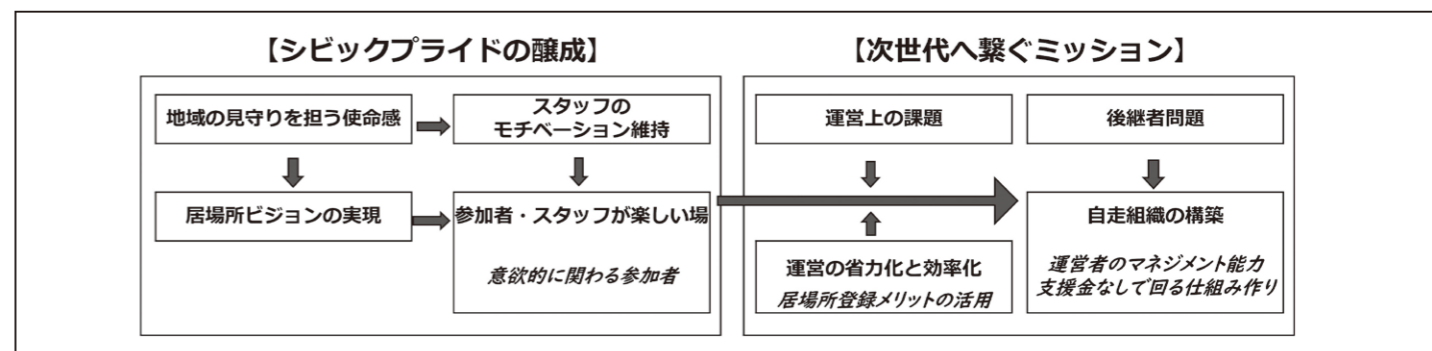 【シビックプライドの醸成】
地域の見守りを担う使命感
スタッフの
モチベーション維持
居場所ビジョンの実現
参加者・スタッフが楽しい場
意欲的に関わる参加者
【次世代へ繋ぐミッション】
運営上の課題
後継者問題
運営の省力化と効率化
居場所登録メリットの活用
自走組織の構築
運営者のマネジメント能力
支援金なしで回る仕組み作り